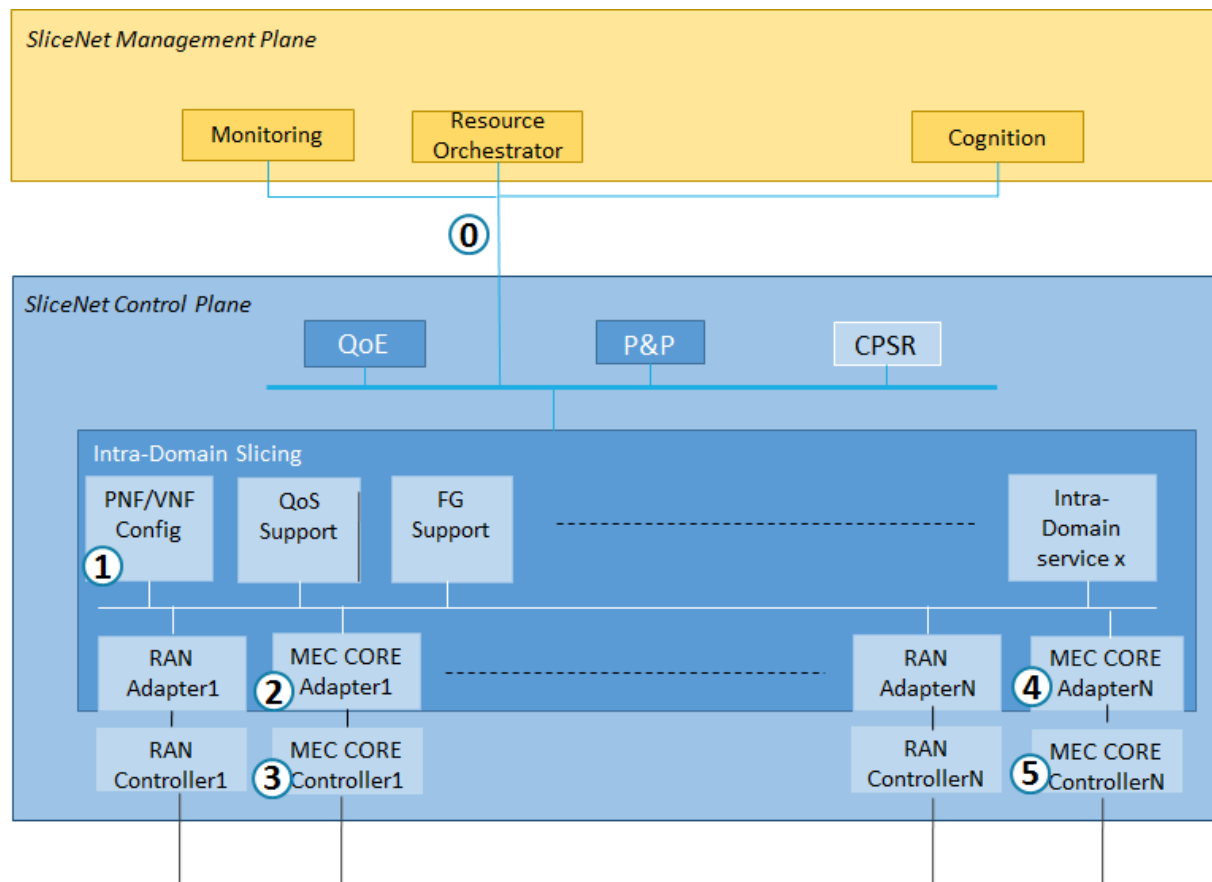 SliceNet Management Plane
Monitoring
Resource
Orchestrator
Cognition
0
SliceNet Control Plane
QoE
P&P
CPSR
Intra-Domain Slicing
PNF/VNF
Config
1
QoS
Support
FG
Support
Intra-
Domain
service x
RAN
Adapter1
MEC CORE
Adapter1
2
RAN
AdapterN
MEC CORE
AdapterN
4
RAN
Controller1
MEC CORE
Controller1
3
RAN
ControllerN
MEC CORE
ControllerN
5